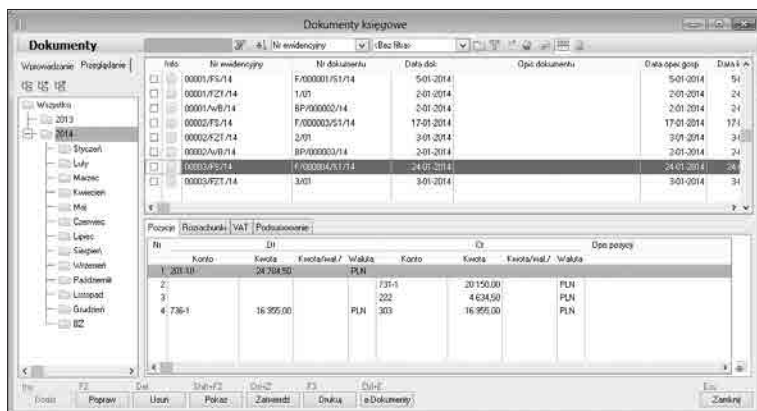 Dokumenty księgowe
Dokumenty
Nr ewidencyjny
<Bez filtra>
Wprowadzanie Przeglądanie
Wszystko
2013
2014
Styczeń
Luty
Marzec
Kwiecień
Maj
Czerwiec
Lipiec
Sierpień
Wrzesień
Październik
Listopad
Grudzień
BZ
Info Nr ewidencyjny Nr dokumentu Data dok. Opis dokumentu Data oper.gosp.
00001/FS/14 F/000001/S1/14 5-01-2014 5-01-2014
00001/FZT/14 1/01 2-01-2014 2-01-2014
00001/WB/14 BP/000002/14 2-01-2014 2-01-2014
00002/FS/14 F/000003/S1/14 17-01-2014 17-01-2014
00002/FZT/14 2/01 3-01-2014 3-01-2014
00002/WB/14 BP/000003/14 2-01-2014 2-01-2014
00003/FS/14 F/000004/S1/14 24-01-2014 24-01-2014
00003/FZT/14 3/01 3-01-2014 3-01-2014
Pozycje Rozrachunki VAT Podsumowanie
Nr Dt Ct Opis pozycji
Konto Kwota Kwota/wal./ Waluta Konto Kwota Kwota/wal./ Waluta
1 24 784,50 PLN
2 731-1 20 150,00 PLN
3 222 4 634,50 PLN
4 736-1 16 955,00 PLN 303 16 955,00 PLN
Ins F2 Del Shift+F2 Ctrl+Z F3 Ctrl+E Esc
Dodaj Popraw Usuń Pokaż Zatwierdź Drukuj e-Dokumenty Zamknij